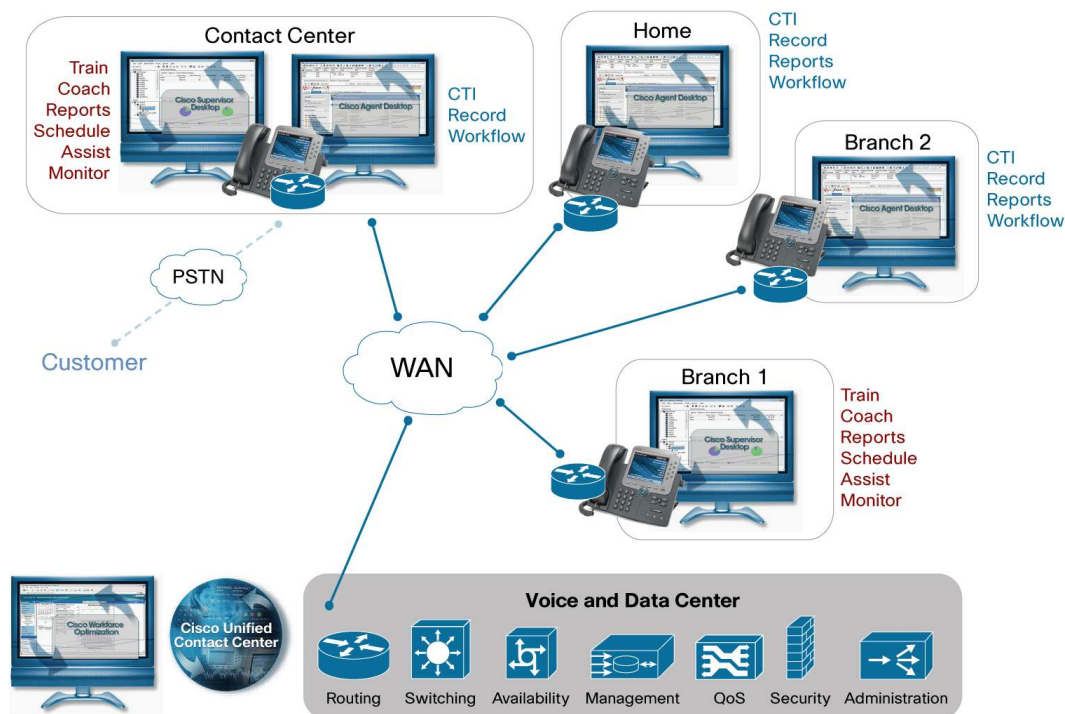 Contact Center
Train
Coach
Reports
Schedule
Assist
Monitor
Cisco Supervisor
Desktop
Cisco Agent Desktop
CTI
Record
Workflow
Home
Cisco Agent Desktop
CTI
Record
Reports
Workflow
Branch 2
Cisco Agent Desktop
CTI
Record
Reports
Workflow
PSTN
Customer
WAN
Branch 1
Cisco Supervisor
Desktop
Train
Coach
Reports
Schedule
Assist
Monitor
Cisco Workforce
Optimization
Cisco Unified
Contact Center
Voice and Data Center
Routing
Switching
Availability
Management
QoS
Security
Administration